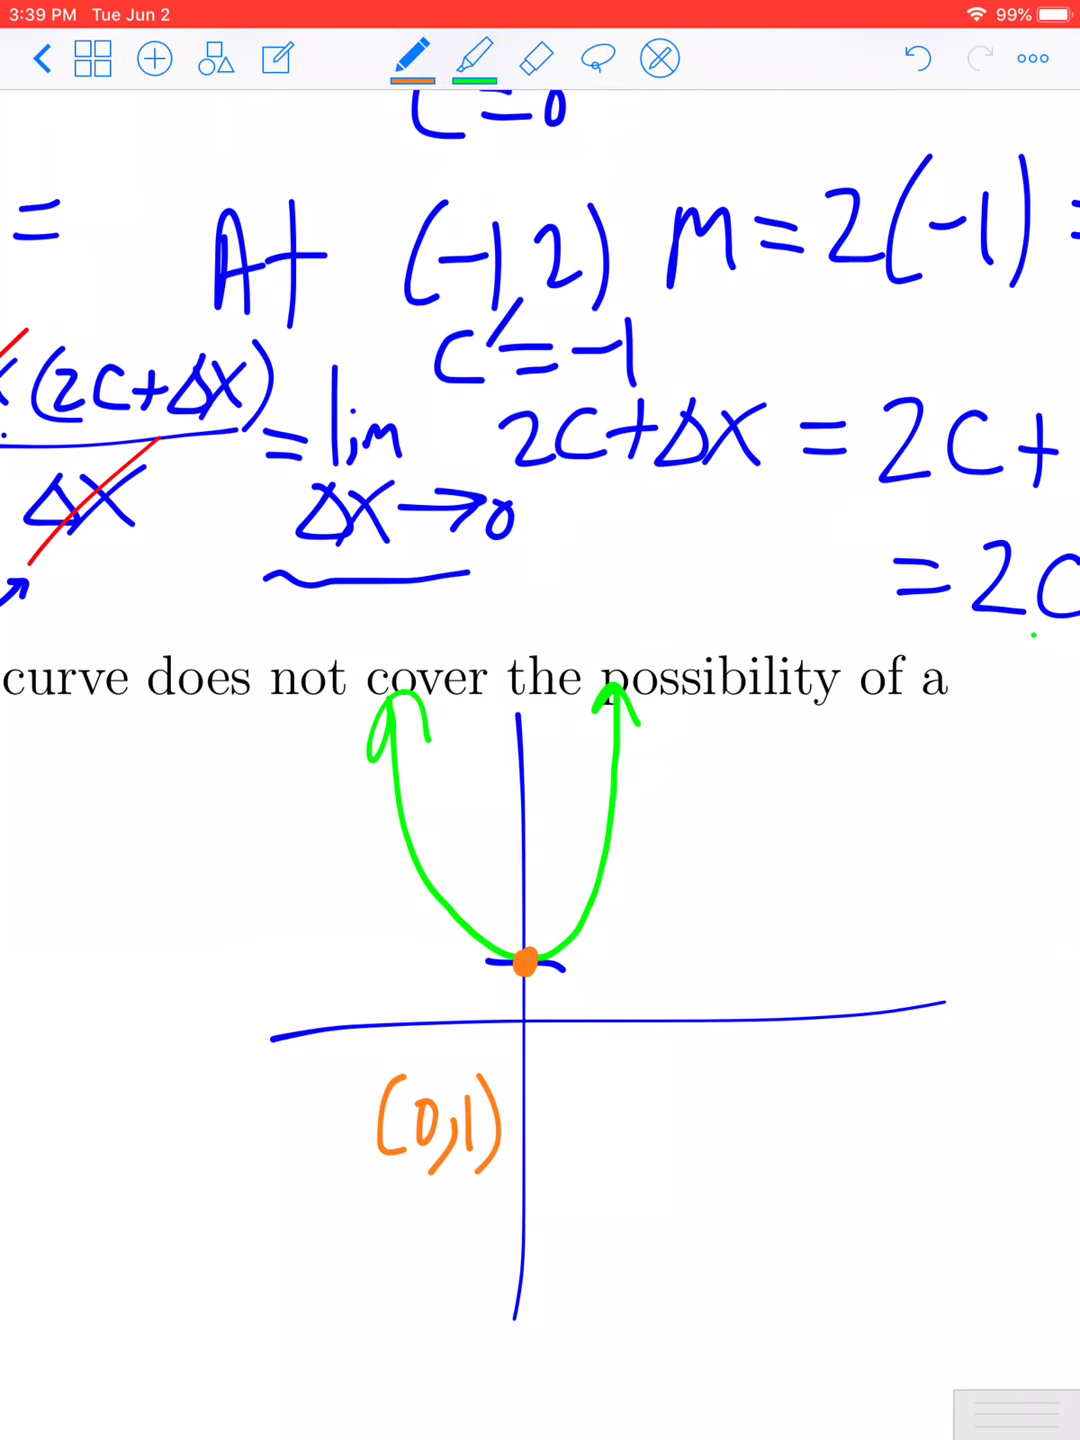 3:39 PM Tue Jun 2 99%
C = 0
= At (-1, 2) m = 2(-1) =
C = -1
(2C + ΔX) = lim 2C + ΔX = 2C +
ΔX ΔX → 0
= 2C
curve does not cover the possibility of a
(0,1)